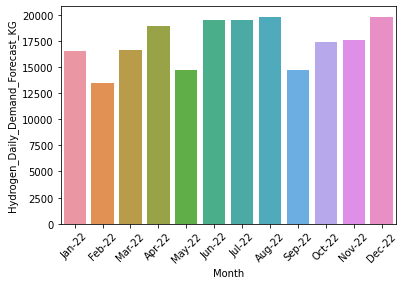 Hydrogen_Daily_Demand_Forecast_KG
20000
17500
15000
12500
10000
7500
5000
2500
0
Jan-22
Feb-22
Mar-22
Apr-22
May-22
Jun-22
Jul-22
Aug-22
Sep-22
Oct-22
Nov-22
Dec-22
Month